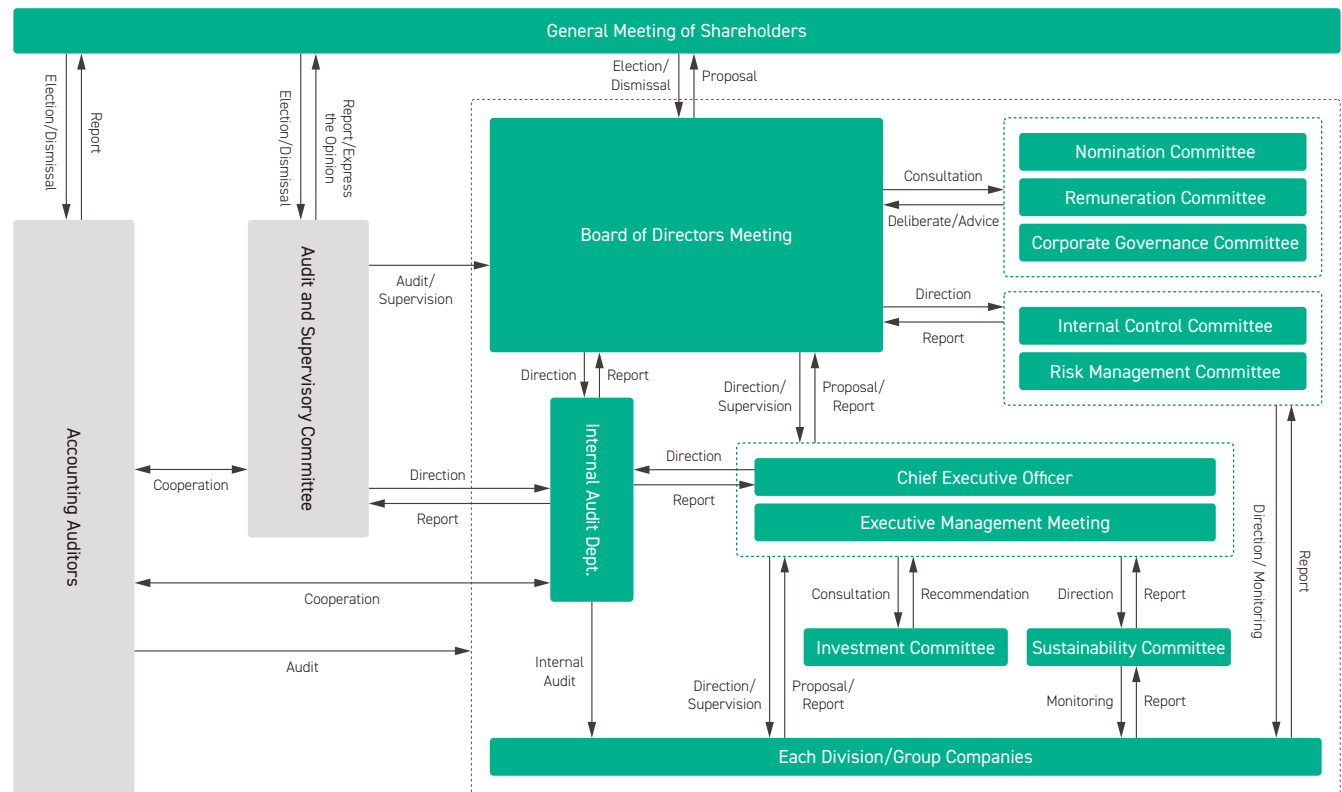 General Meeting of Shareholders
Election/Dismissal
Report
Election/Dismissal
Report/Express
the Opinion
Election/
Dismissal
Proposal
Board of Directors Meeting
Consultation
Deliberate/Advice
Nomination Committee
Remuneration Committee
Corporate Governance Committee
Audit and Supervisory Committee
Audit/
Supervision
Direction
Report
Internal Control Committee
Risk Management Committee
Direction
Report
Direction/
Supervision
Proposal/
Report
Accounting Auditors
Cooperation
Direction
Report
Internal Audit Dept.
Direction
Report
Chief Executive Officer
Executive Management Meeting
Direction/ Monitoring
Report
Cooperation
Consultation
Recommendation
Direction
Report
Investment Committee
Sustainability Committee
Audit
Internal
Audit
Direction/
Supervision
Proposal/
Report
Monitoring
Report
Each Division/Group Companies